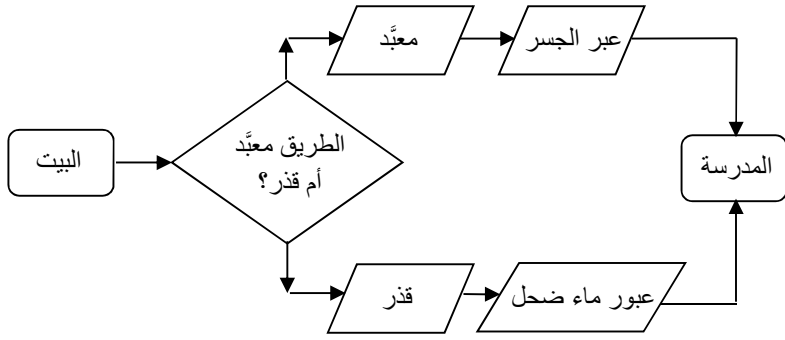 البيت
الطريق معبَّد
أم قذر؟
معبَّد
عبر الجسر
قذر
عبور ماء ضحل
المدرسة